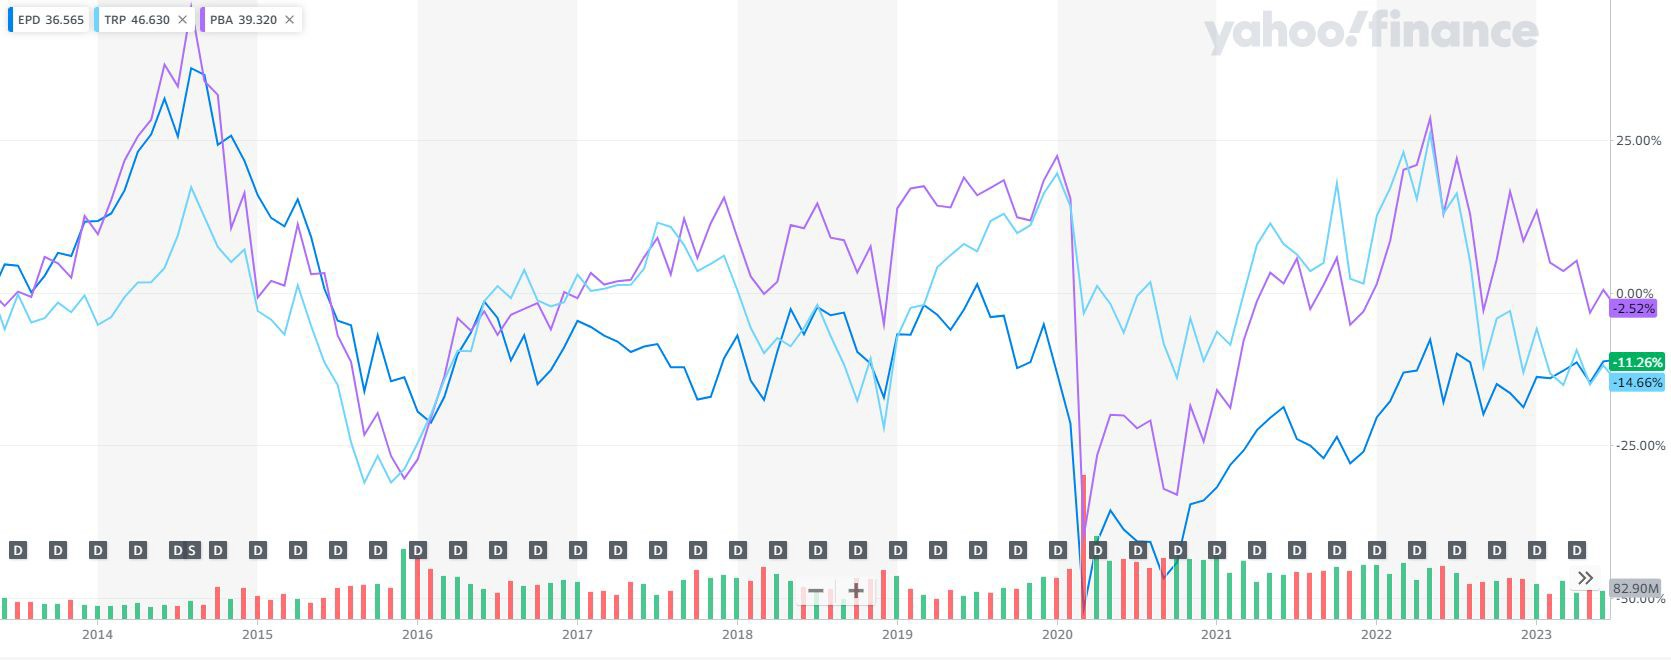 EPD 36.565 TRP 46.630 × PBA 39.320 ×
yahoo!finance
25.00%
0.00%
-2.52%
-11.26%
-14.66%
-25.00%
D D D D D S D D D D D D D D D D D D D D D D D D D D D D D D D D D D D D D D D D D
− + »
82.90M
-50.00%
2014 2015 2016 2017 2018 2019 2020 2021 2022 2023